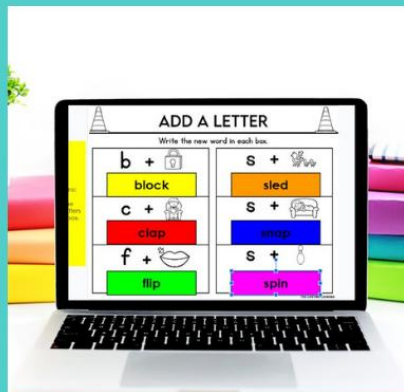 ADD A LETTER
Write the new word in each box.
b +
block
c +
clap
f +
flip
s +
sled
s +
snap
s +
spin